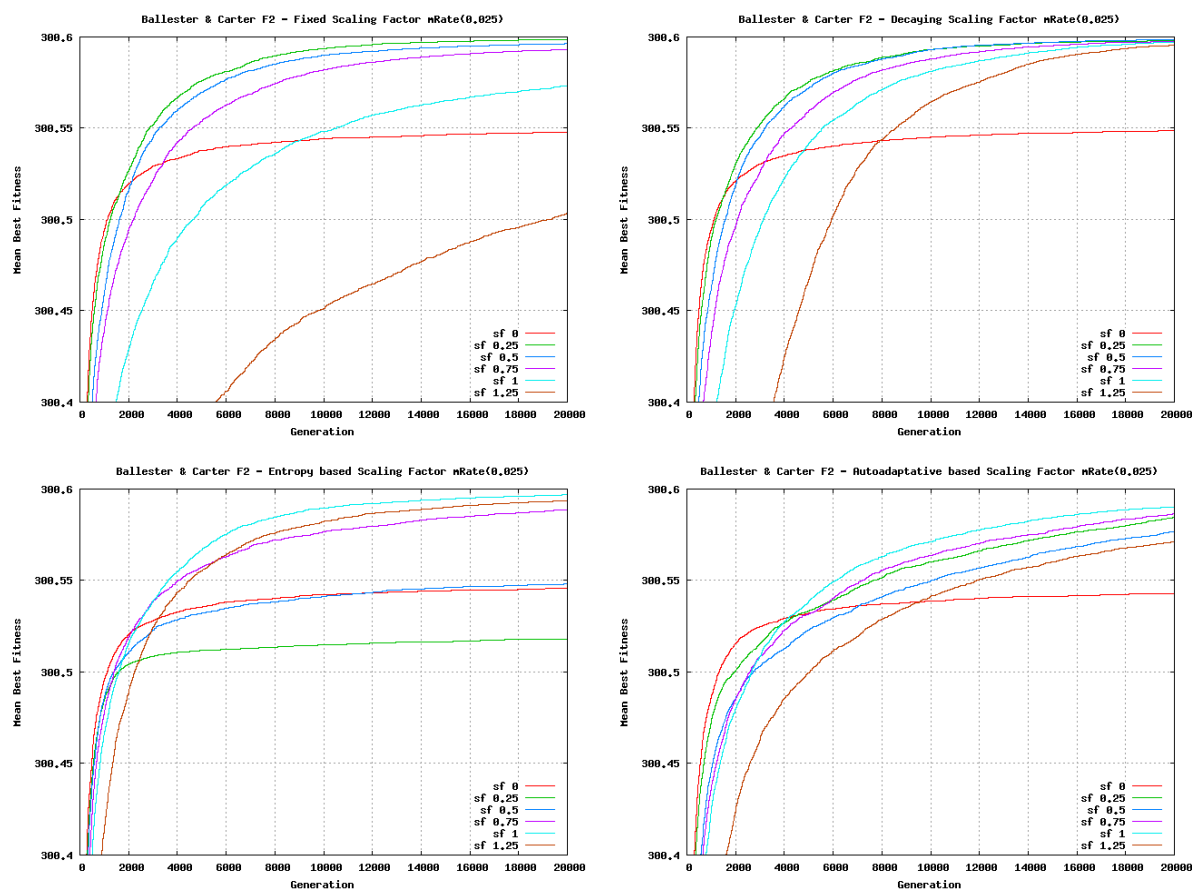 Ballester & Carter F2 - Fixed Scaling Factor mRate(0.025)
300.6
300.55
300.5
300.45
300.4
Mean Best Fitness
sf 0
sf 0.25
sf 0.5
sf 0.75
sf 1
sf 1.25
0 2000 4000 6000 8000 10000 12000 14000 16000 18000 20000
Generation
Ballester & Carter F2 - Decaying Scaling Factor mRate(0.025)
300.6
300.55
300.5
300.45
300.4
Mean Best Fitness
sf 0
sf 0.25
sf 0.5
sf 0.75
sf 1
sf 1.25
0 2000 4000 6000 8000 10000 12000 14000 16000 18000 20000
Generation
Ballester & Carter F2 - Entropy based Scaling Factor mRate(0.025)
300.6
300.55
300.5
300.45
300.4
Mean Best Fitness
sf 0
sf 0.25
sf 0.5
sf 0.75
sf 1
sf 1.25
0 2000 4000 6000 8000 10000 12000 14000 16000 18000 20000
Generation
Ballester & Carter F2 - Autoadaptative based Scaling Factor mRate(0.025)
300.6
300.55
300.5
300.45
300.4
Mean Best Fitness
sf 0
sf 0.25
sf 0.5
sf 0.75
sf 1
sf 1.25
0 2000 4000 6000 8000 10000 12000 14000 16000 18000 20000
Generation